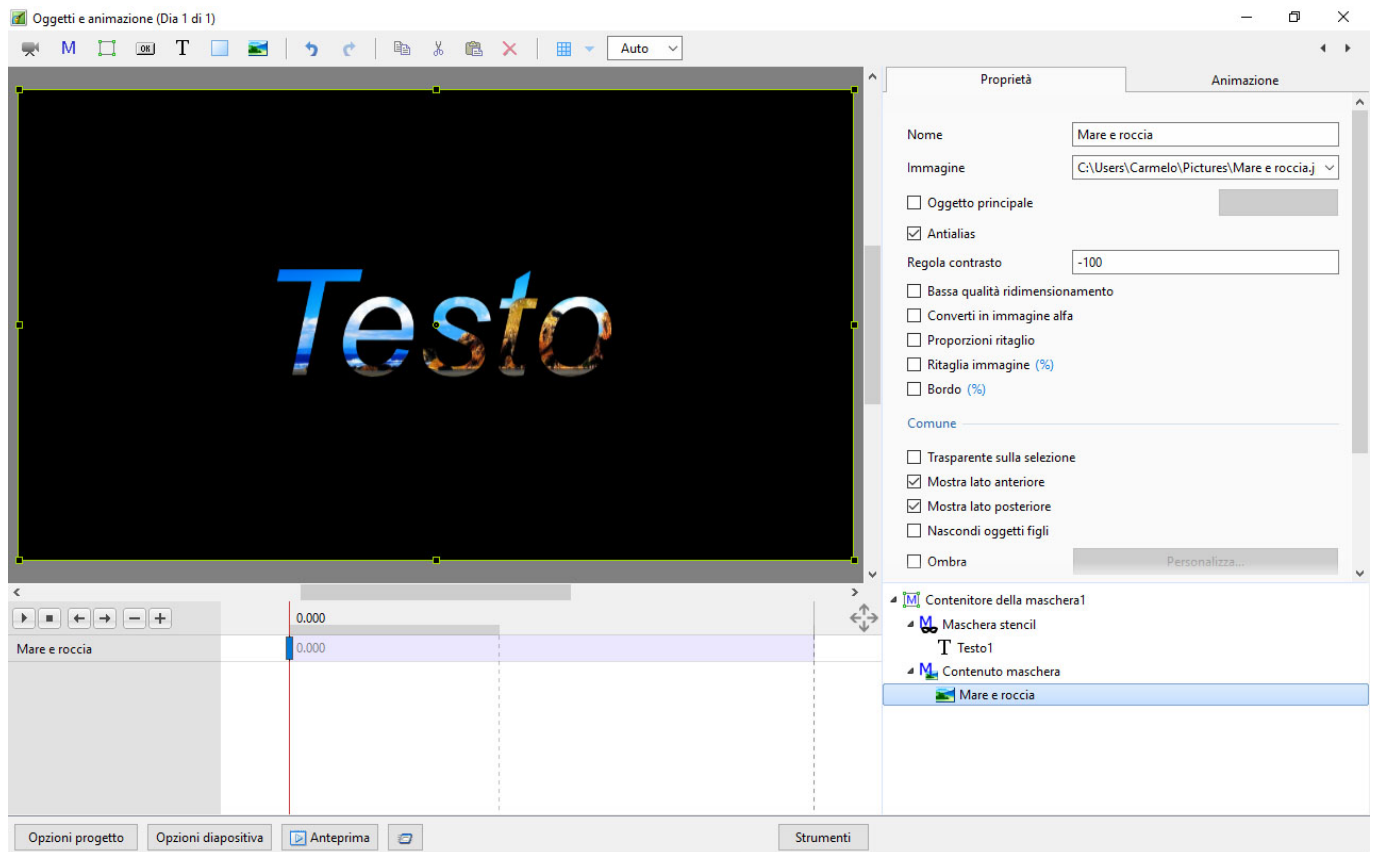 Oggetti e animazione (Dia 1 di 1)
M OK T Auto
Proprietà Animazione
Nome Mare e roccia
Immagine C:\Users\Carmelo\Pictures\Mare e roccia.j
Oggetto principale
Antialias
Regola contrasto -100
Bassa qualità ridimensionamento
Converti in immagine alfa
Proporzioni ritaglio
Ritaglia immagine (%)
Bordo (%)
Comune
Trasparente sulla selezione
Mostra lato anteriore
Mostra lato posteriore
Nascondi oggetti figli
Ombra Personalizza...
Testo
0.000
Mare e roccia 0.000
M Contenitore della maschera1
M Maschera stencil
T Testo1
M Contenuto maschera
Mare e roccia
Opzioni progetto Opzioni diapositiva Anteprima Strumenti